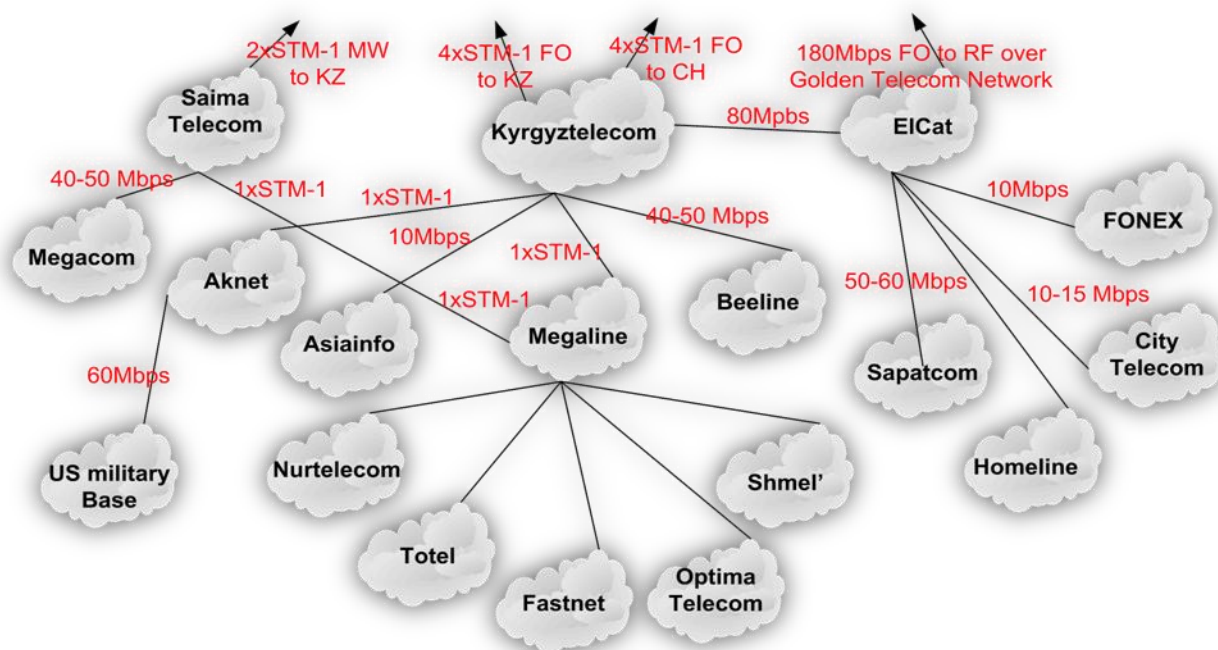 2xSTM-1 MW
to KZ
4xSTM-1 FO
to KZ
4xSTM-1 FO
to CH
180Mbps FO to RF over
Golden Telecom Network
Saima
Telecom
Kyrgyztelecom
80Mpbs
ElCat
40-50 Mbps
1xSTM-1
1xSTM-1
10Mbps
40-50 Mbps
10Mbps
FONEX
Megacom
Aknet
1xSTM-1
1xSTM-1
Beeline
50-60 Mbps
10-15 Mbps
Asiainfo
Megaline
Sapatcom
City
Telecom
60Mbps
US military
Base
Nurtelecom
Shmel’
Homeline
Totel
Fastnet
Optima
Telecom